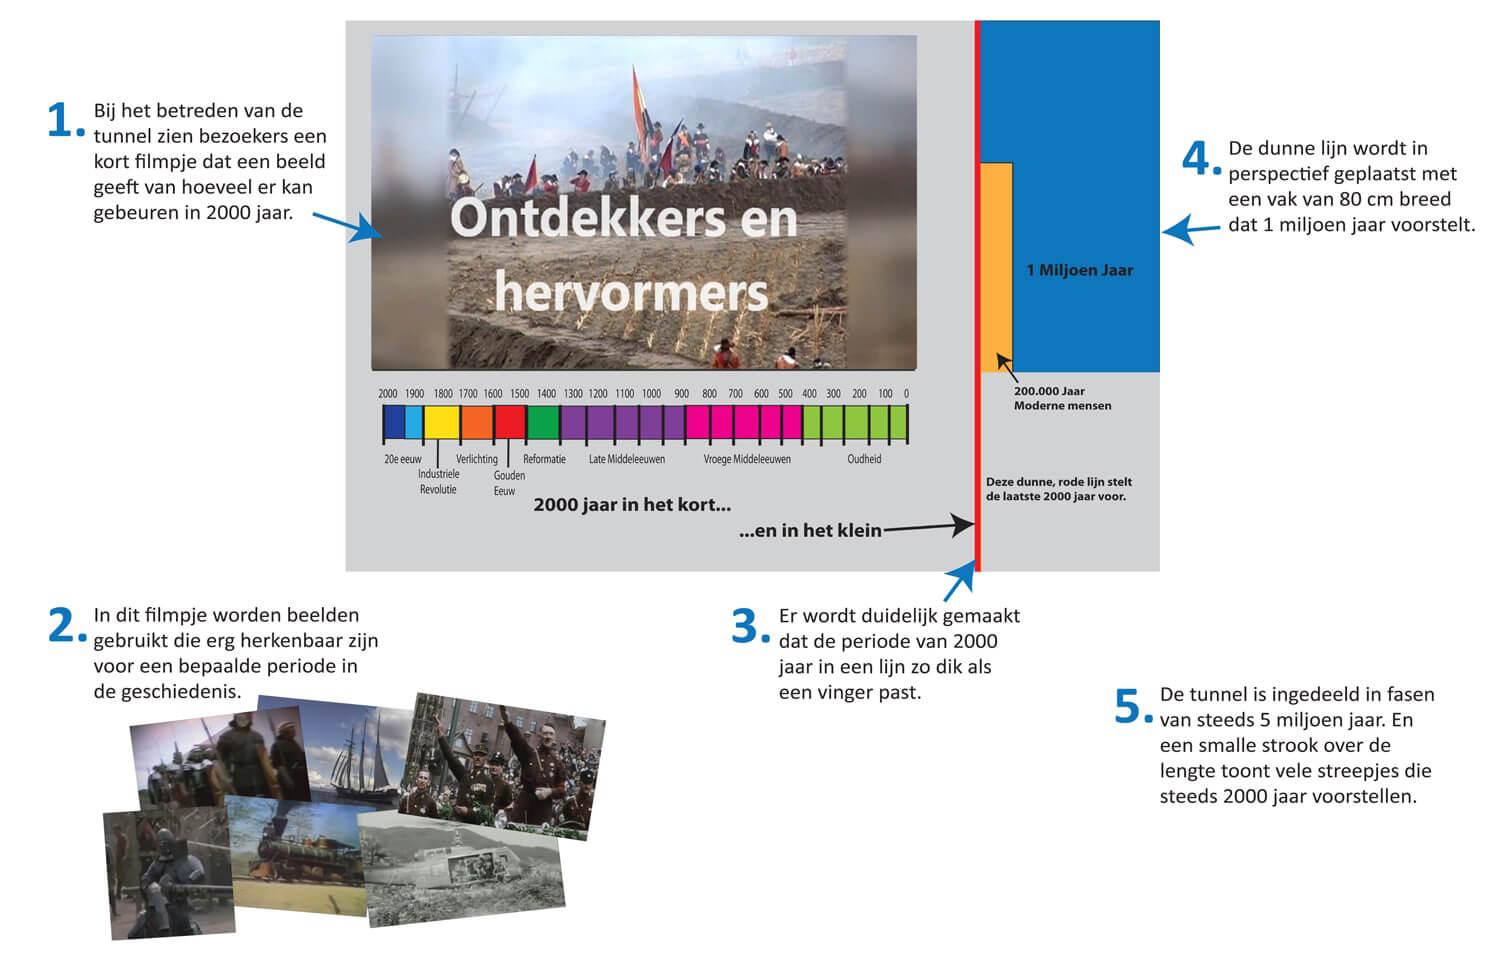 1.
Bij het betreden van de
tunnel zien bezoekers een
kort filmpje dat een beeld
geeft van hoeveel er kan
gebeuren in 2000 jaar.
Ontdekkers en
hervormers
4.
De dunne lijn wordt in
perspectief geplaatst met
een vak van 80 cm breed
dat 1 miljoen jaar voorstelt.
1 Miljoen Jaar
200.000 Jaar
Moderne mensen
2000 1900 1800 1700 1600 1500 1400 1300 1200 1100 1000 900 800 700 600 500 400 300 200 100 0
20e eeuw Verlichting Reformatie Late Middeleeuwen Vroege Middeleeuwen Oudheid
Industriele
Revolutie
Gouden
Eeuw
Deze dunne, rode lijn stelt
de laatste 2000 jaar voor.
2000 jaar in het kort...
...en in het klein
2.
In dit filmpje worden beelden
gebruikt die erg herkenbaar zijn
voor een bepaalde periode in
de geschiedenis.
3.
Er wordt duidelijk gemaakt
dat de periode van 2000
jaar in een lijn zo dik als
een vinger past.
5.
De tunnel is ingedeeld in fasen
van steeds 5 miljoen jaar. En
een smalle strook over de
lengte toont vele streepjes die
steeds 2000 jaar voorstellen.